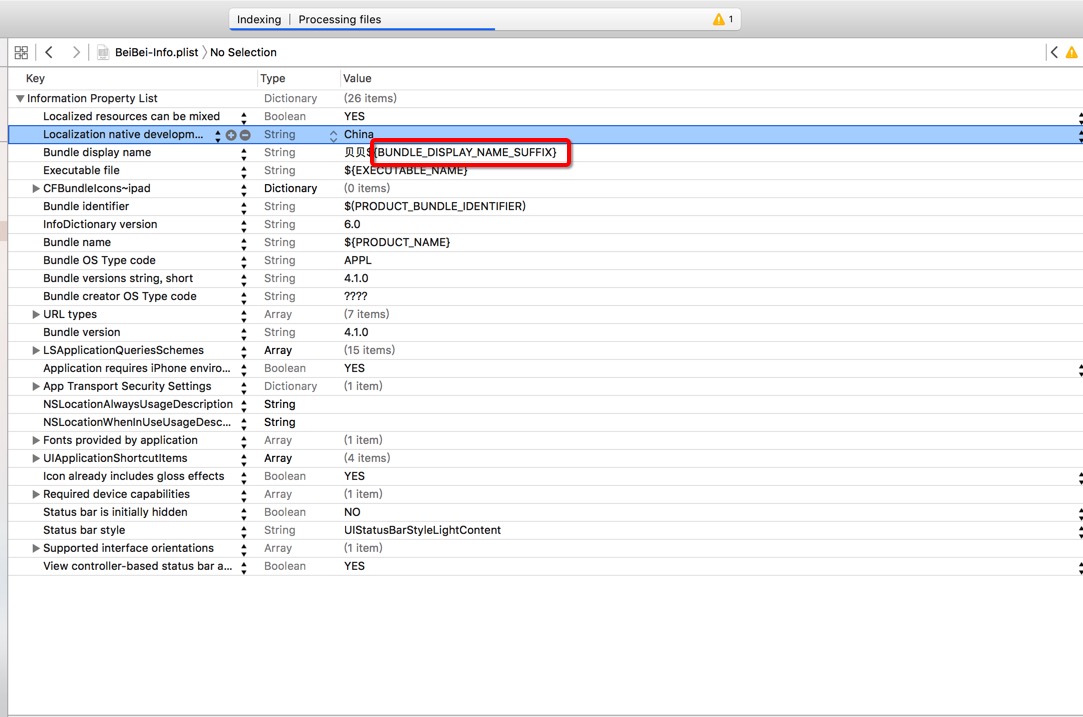 Indexing | Processing files 1
BeiBei-Info.plist No Selection
Key Type Value
Information Property List Dictionary (26 items)
Localized resources can be mixed Boolean YES
Localization native developm... String China
Bundle display name String 贝贝${BUNDLE_DISPLAY_NAME_SUFFIX}
Executable file String ${EXECUTABLE_NAME}
CFBundleIcons~ipad Dictionary (0 items)
Bundle identifier String $(PRODUCT_BUNDLE_IDENTIFIER)
InfoDictionary version String 6.0
Bundle name String ${PRODUCT_NAME}
Bundle OS Type code String APPL
Bundle versions string, short String 4.1.0
Bundle creator OS Type code String ????
URL types Array (7 items)
Bundle version String 4.1.0
LSApplicationQueriesSchemes Array (15 items)
Application requires iPhone enviro... Boolean YES
App Transport Security Settings Dictionary (1 item)
NSLocationAlwaysUsageDescription String
NSLocationWhenInUseUsageDesc... String
Fonts provided by application Array (1 item)
UIApplicationShortcutItems Array (4 items)
Icon already includes gloss effects Boolean YES
Required device capabilities Array (1 item)
Status bar is initially hidden Boolean NO
Status bar style String UIStatusBarStyleLightContent
Supported interface orientations Array (1 item)
View controller-based status bar a... Boolean YES